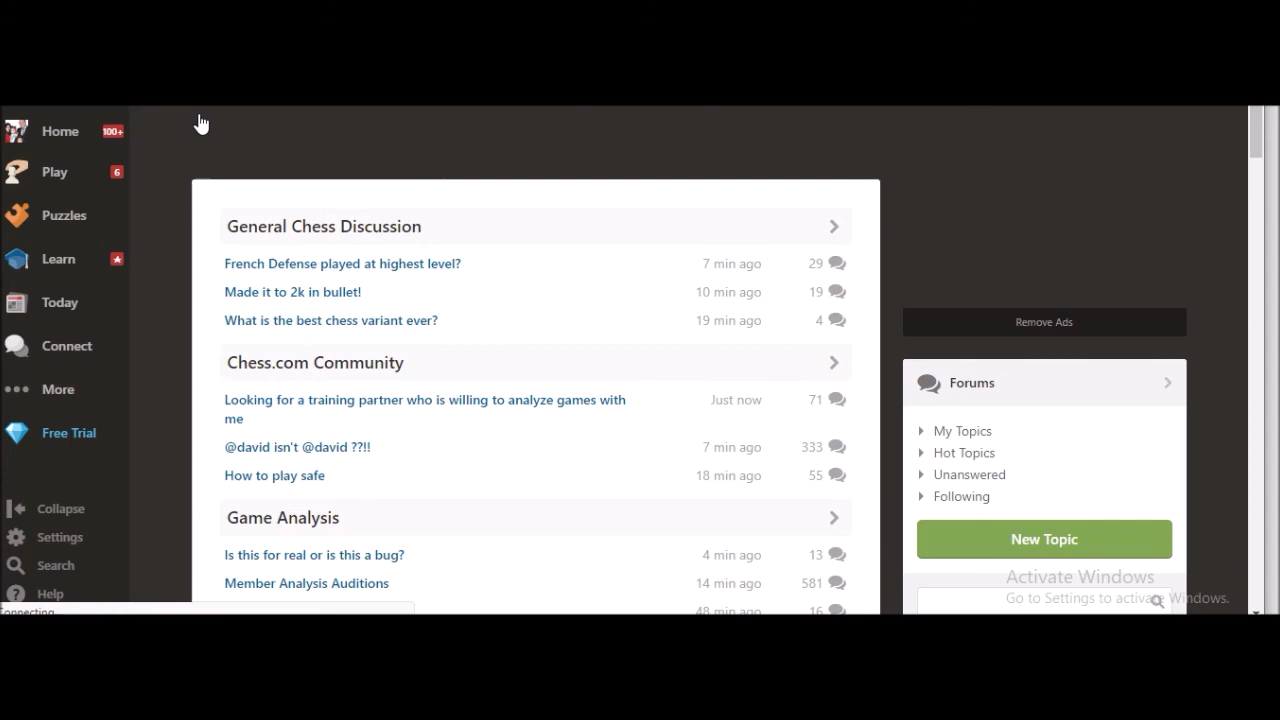 Home 100+
Play 6
Puzzles
Learn
Today
Connect
More
Free Trial
Collapse
Settings
Search
Help
Connecting
General Chess Discussion
French Defense played at highest level? 7 min ago 29
Made it to 2k in bullet! 10 min ago 19
What is the best chess variant ever? 19 min ago 4
Chess.com Community
Looking for a training partner who is willing to analyze games with Just now 71
me
@david isn't @david ??!! 7 min ago 333
How to play safe 18 min ago 55
Game Analysis
Is this for real or is this a bug? 4 min ago 13
Member Analysis Auditions 14 min ago 581
48 min ago 16
Remove Ads
Forums
My Topics
Hot Topics
Unanswered
Following
New Topic
Activate Windows
Go to Settings to activate Windows.